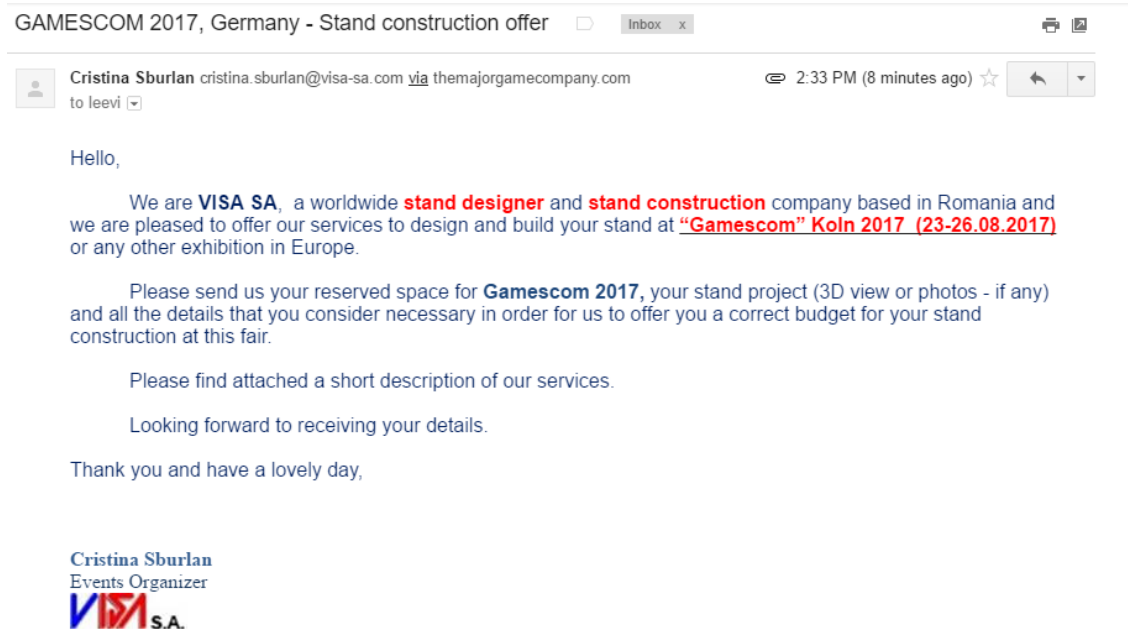 GAMESCOM 2017, Germany - Stand construction offer Inbox x
Cristina Sburlan cristina.sburlan@visa-sa.com via themajorgamecompany.com 2:33 PM (8 minutes ago)
to leevi
Hello,
We are VISA SA, a worldwide stand designer and stand construction company based in Romania and
we are pleased to offer our services to design and build your stand at “Gamescom” Koln 2017 (23-26.08.2017)
or any other exhibition in Europe.
Please send us your reserved space for Gamescom 2017, your stand project (3D view or photos - if any)
and all the details that you consider necessary in order for us to offer you a correct budget for your stand
construction at this fair.
Please find attached a short description of our services.
Looking forward to receiving your details.
Thank you and have a lovely day,
Cristina Sburlan
Events Organizer
VISA S.A.